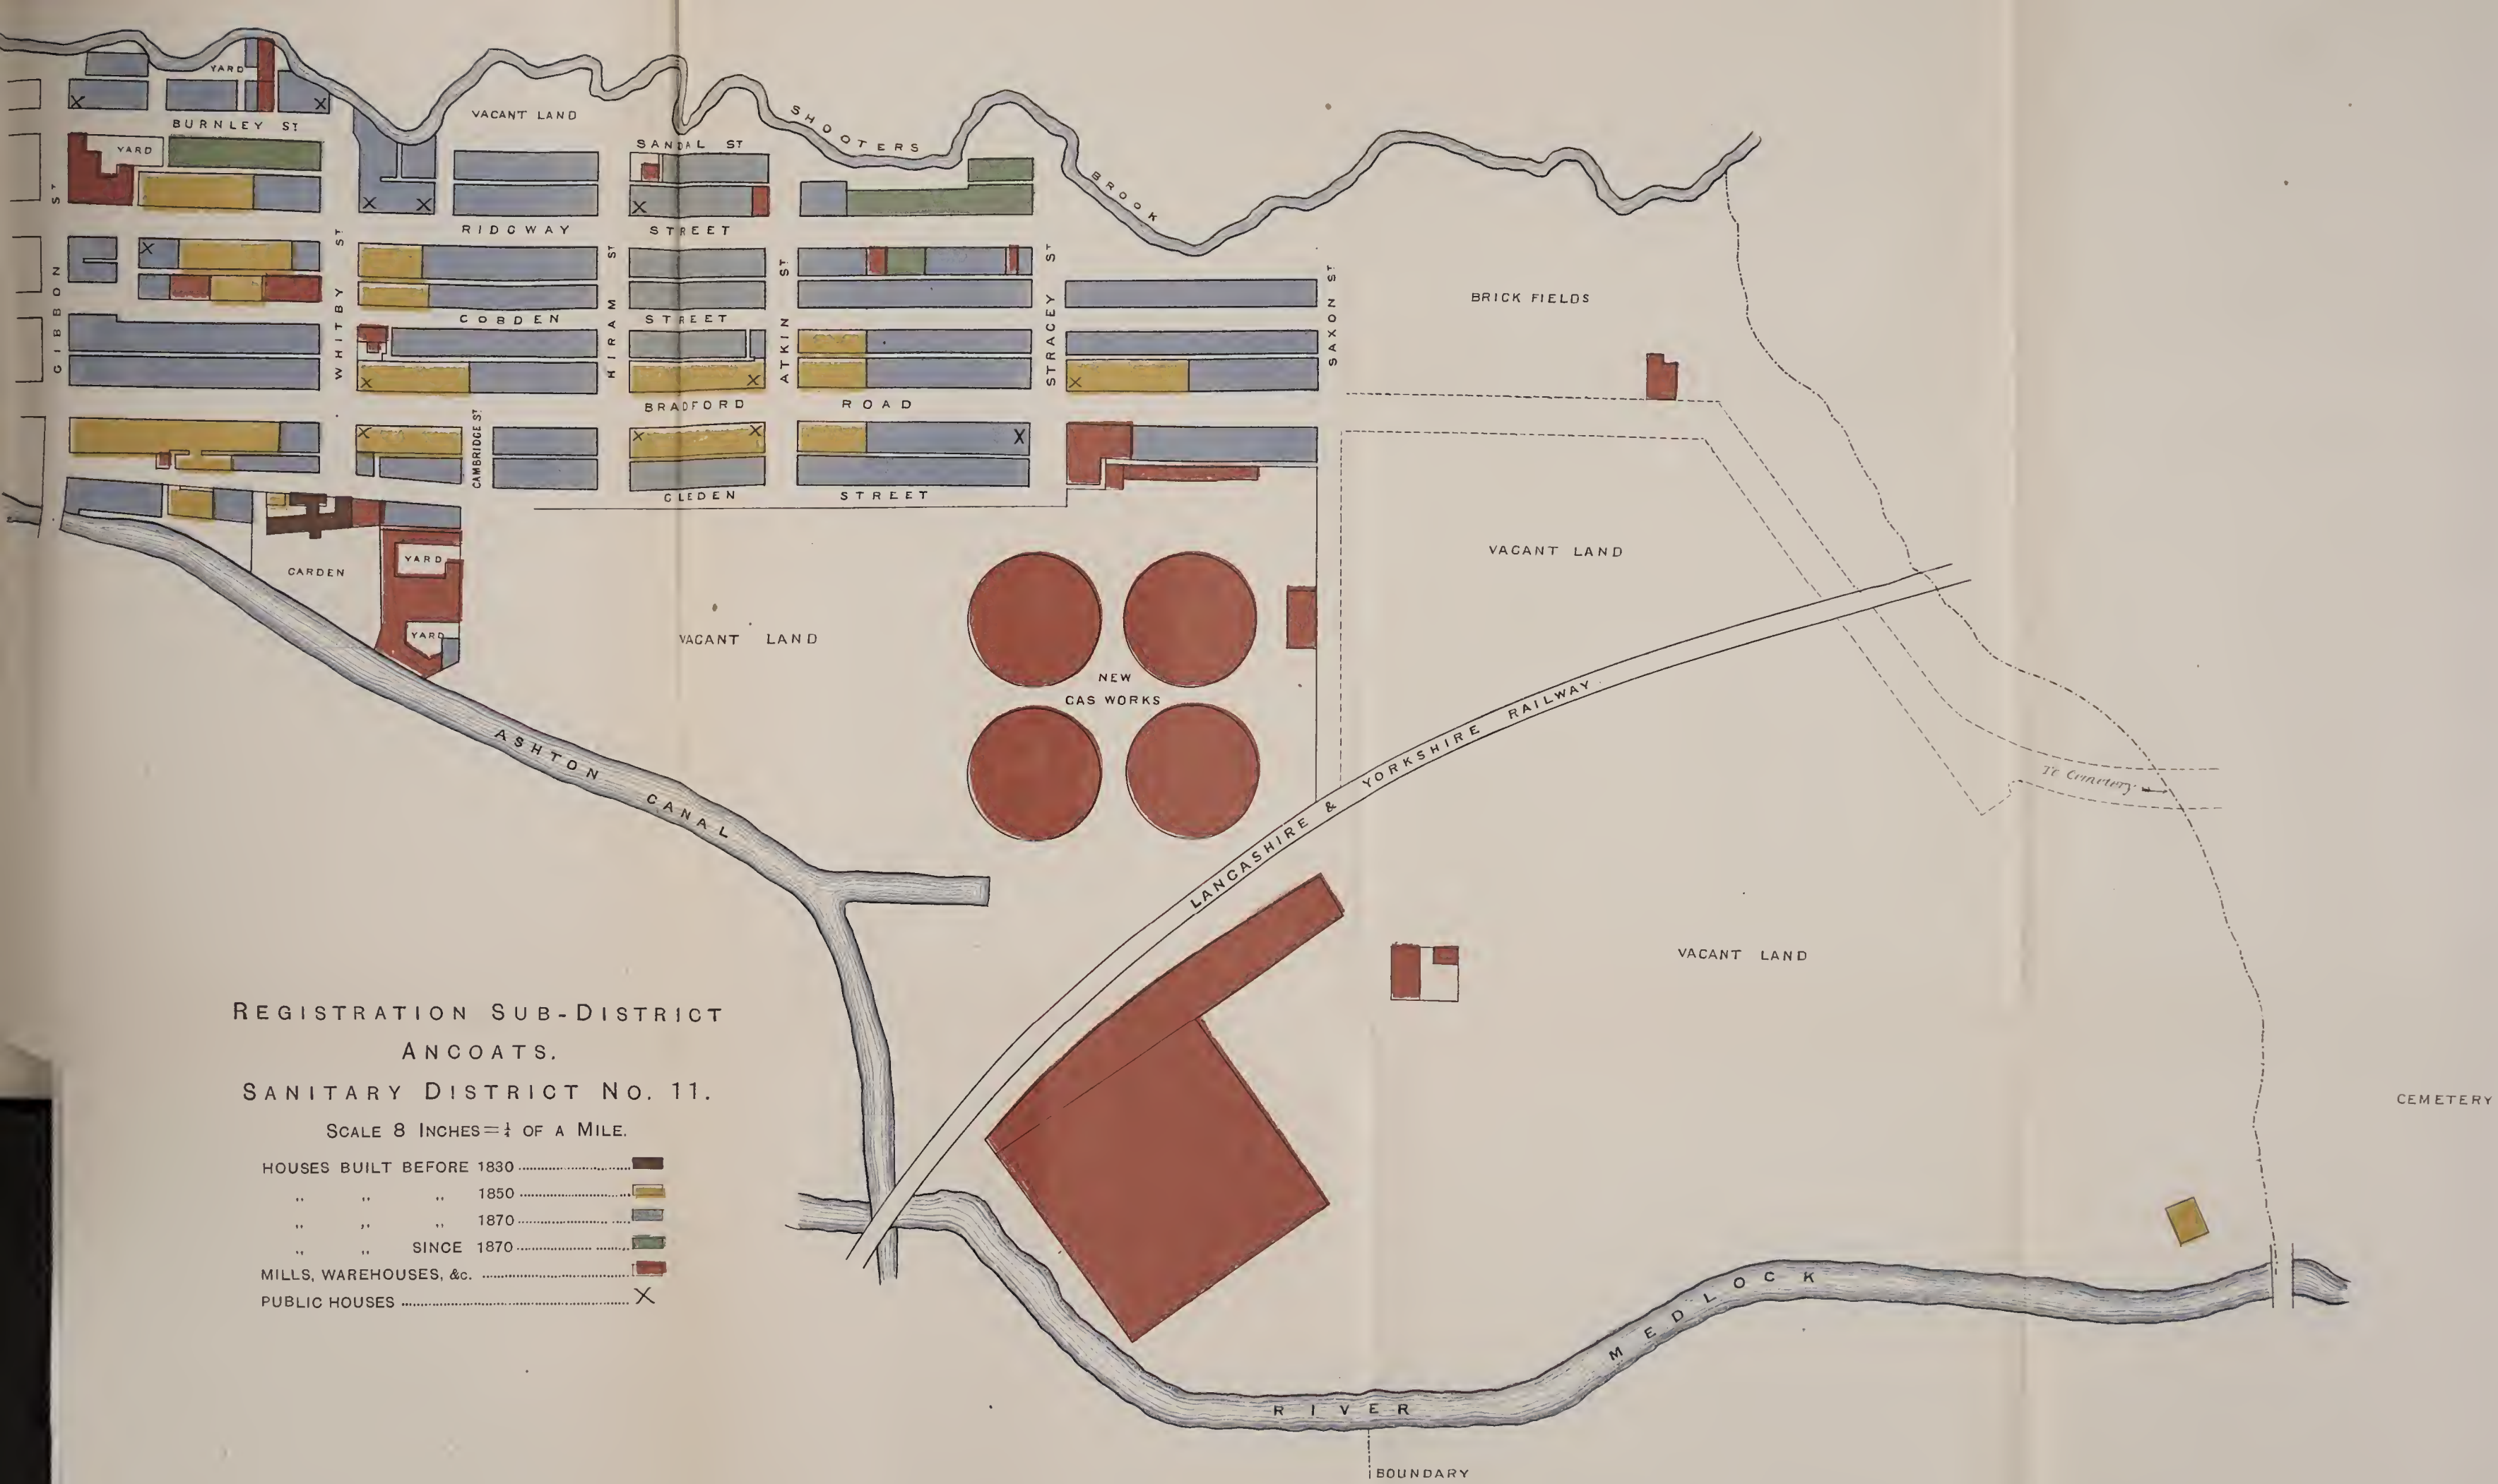 YARD
BURNLEY ST
YARD
VACANT LAND
SANDAL ST
SHOOTERS
BROOK
RIDGWAY STREET
GIBBON ST
WHITBY ST
HIRAM ST
ATKIN ST
STRACEY ST
SAXON ST
COBDEN STREET
BRICK FIELDS
BRADFORD ROAD
CAMBRIDGE ST
CLEDEN STREET
VACANT LAND
YARD
GARDEN
YARD
VACANT LAND
NEW
GAS WORKS
LANCASHIRE & YORKSHIRE RAILWAY
To Cemetery
ASHTON CANAL
VACANT LAND
REGISTRATION SUB-DISTRICT
ANCOATS.
SANITARY DISTRICT No. 11.
SCALE 8 INCHES = ¼ OF A MILE.
HOUSES BUILT BEFORE 1830
,, ,, ,, 1850
,, ,, ,, 1870
,, ,, SINCE 1870
MILLS, WAREHOUSES, &c.
PUBLIC HOUSES X
CEMETERY
RIVER MEDLOCK
BOUNDARY